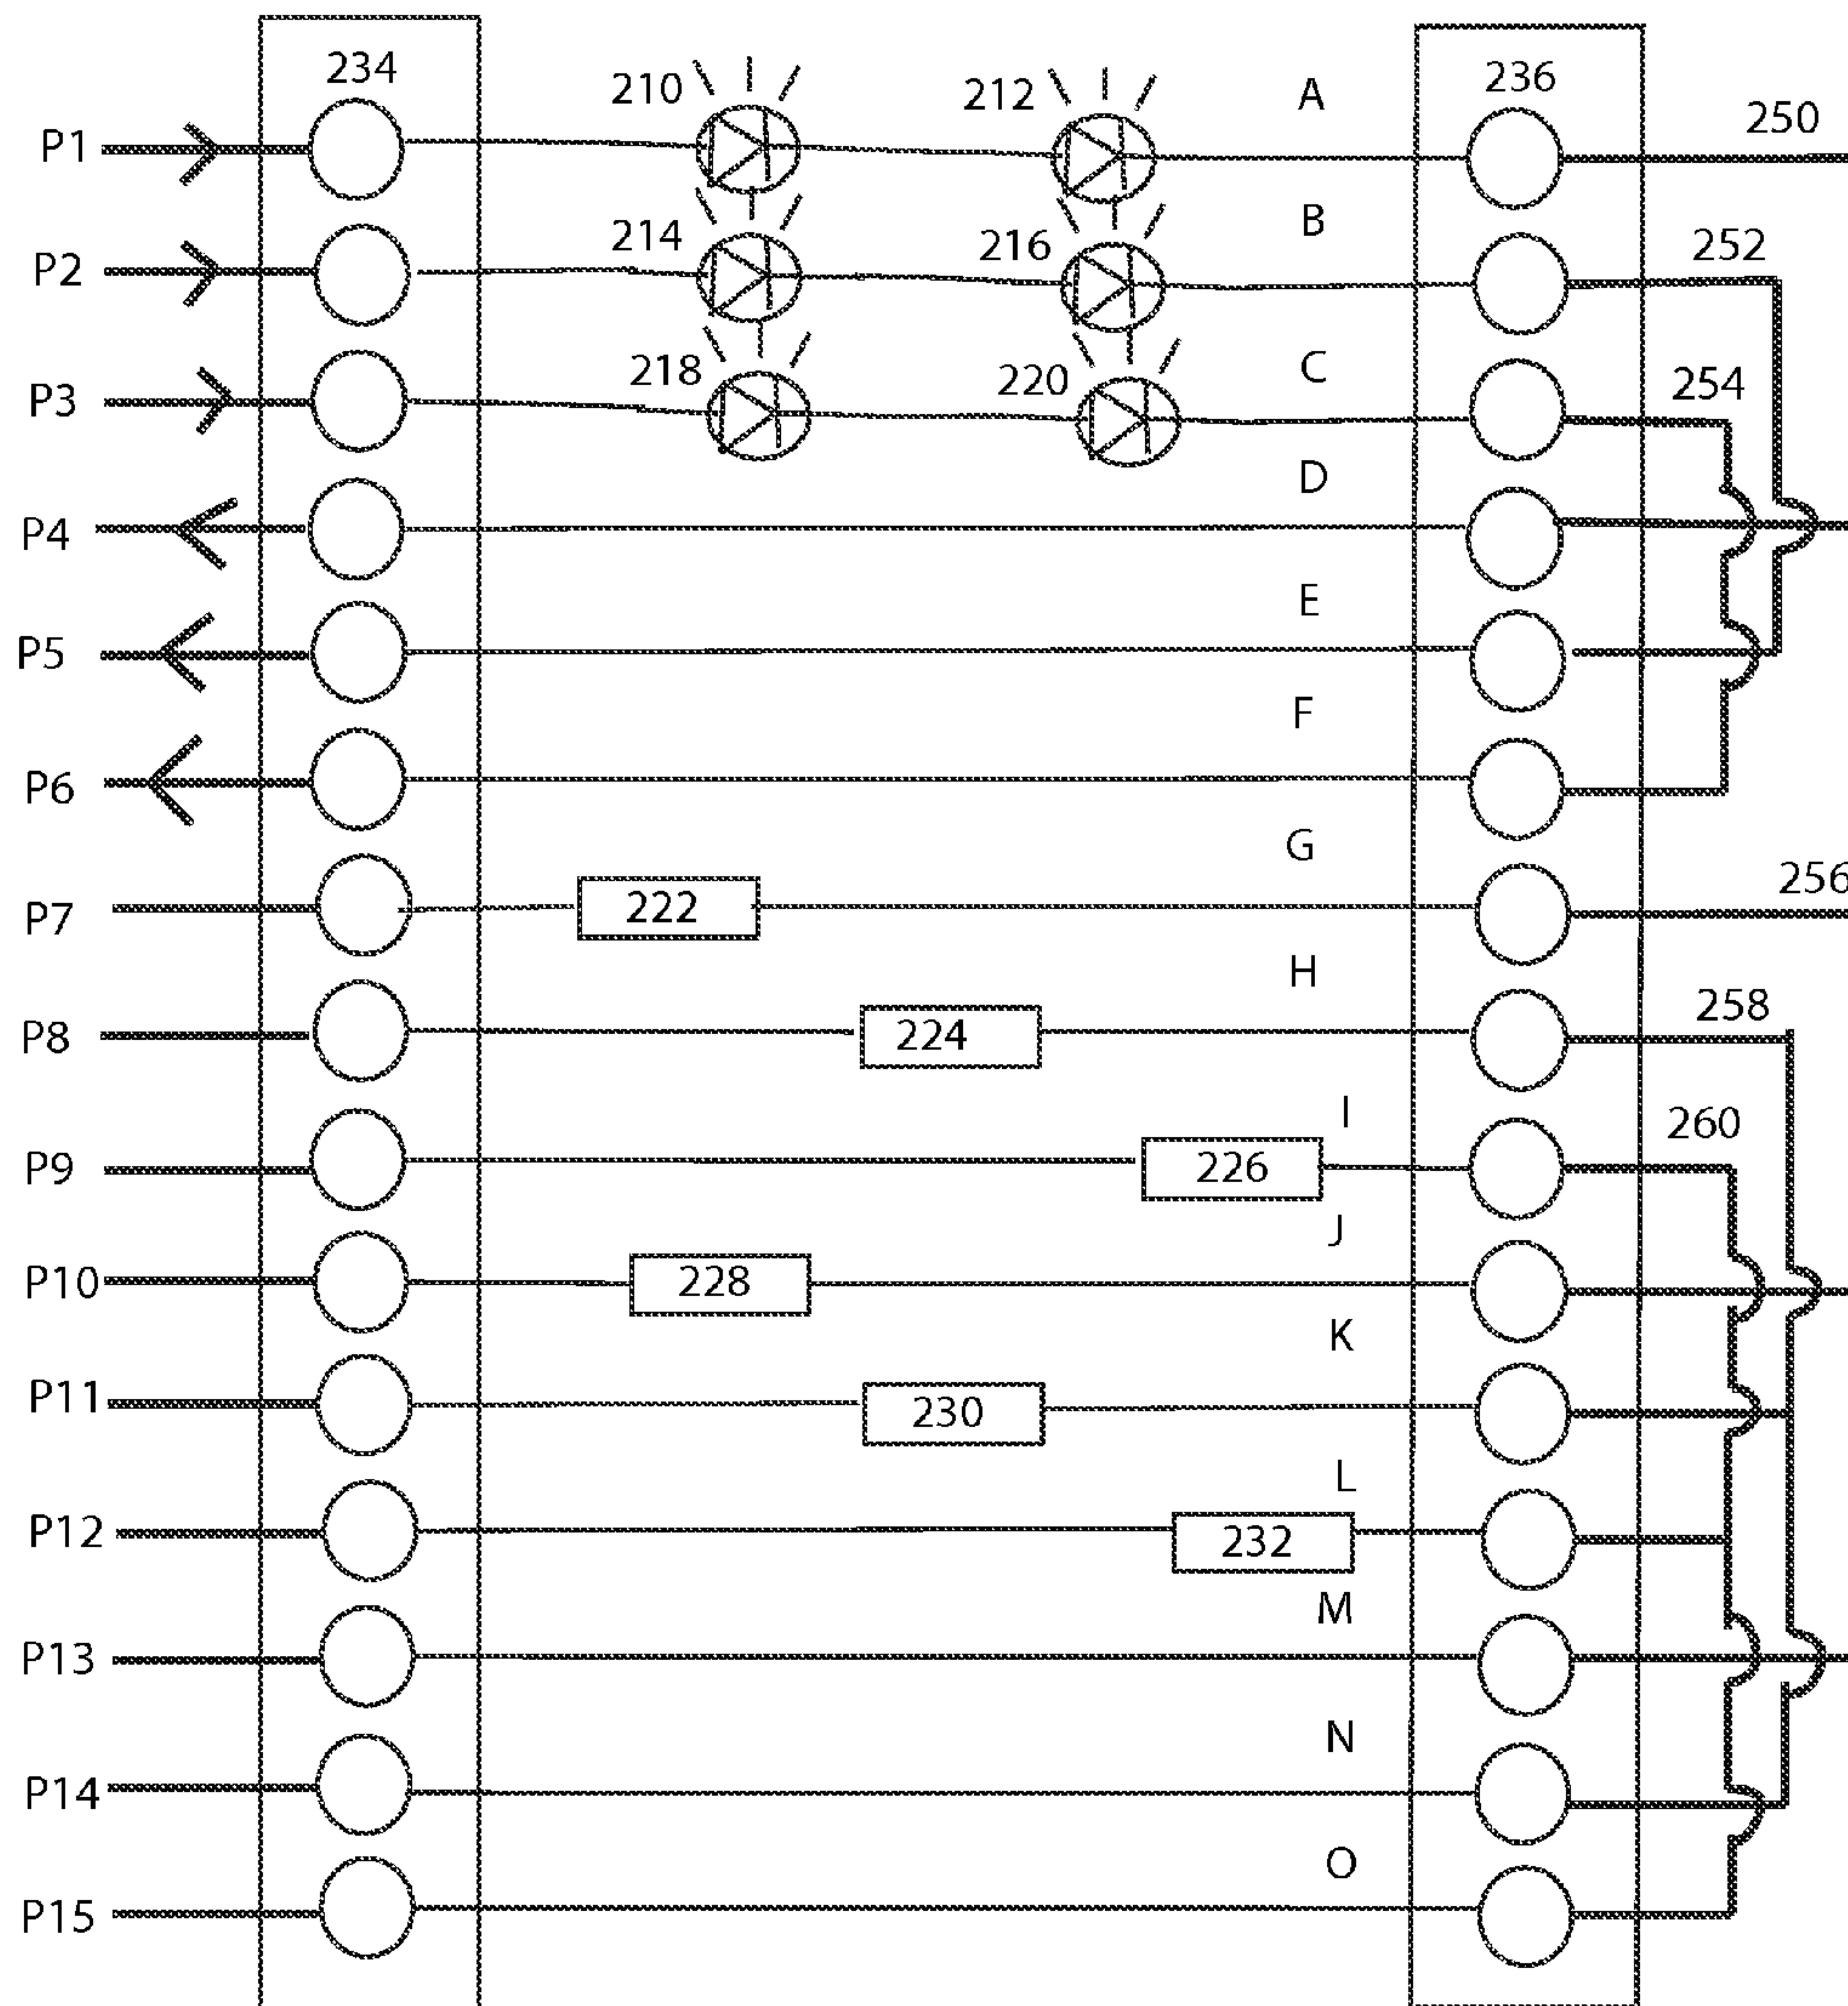 234 236
210 212 A 250
P1
214 216 B 252
P2
218 220 C 254
P3
D
P4
E
P5
F
P6
G
P7 222 256
H
P8 224 258
I 260
P9 226
J
P10 228
K
P11 230
L
P12 232
M
P13
N
P14
O
P15